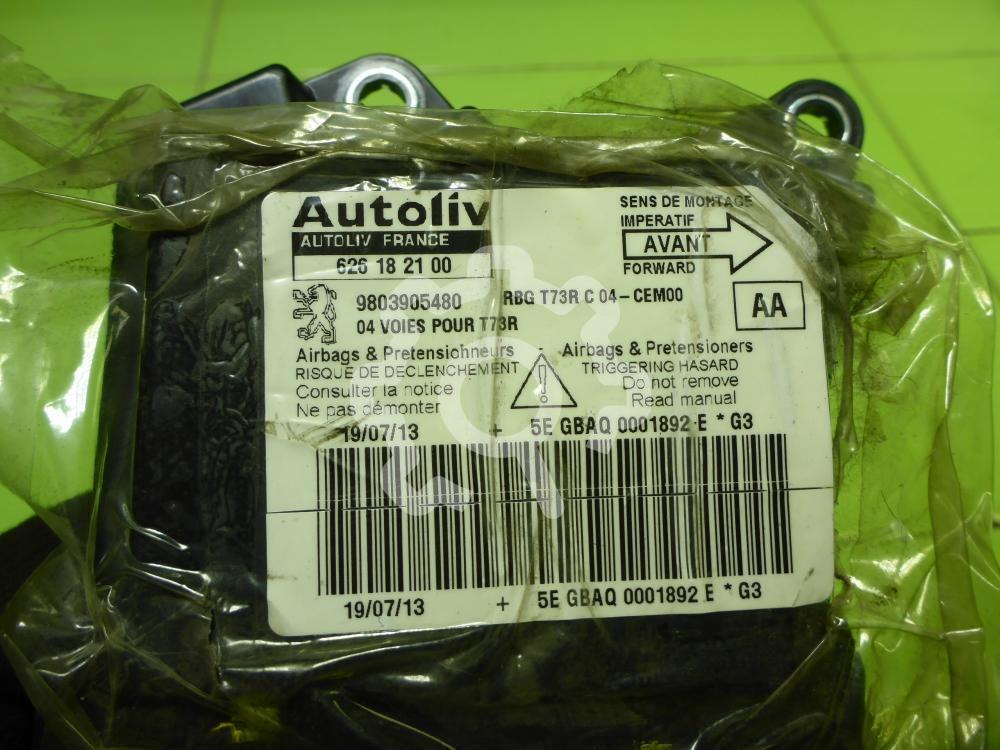 Autoliv
AUTOLIV FRANCE
626 18 21 00
SENS DE MONTAGE
IMPERATIF
AVANT
FORWARD
9803905480 RBG T73R C 04-CEM00
04 VOIES POUR T73R
AA
Airbags & Pretensichneurs
RISQUE DE DECLENCHEMENT
Consulter la notice
Ne pas démonter
- Airbags & Pretensioners
TRIGGERING HASARD
Do not remove
Read manual
19/07/13 + 5E GBAQ 0001892 E * G3
19/07/13 + 5E GBAQ 0001892 E * G3